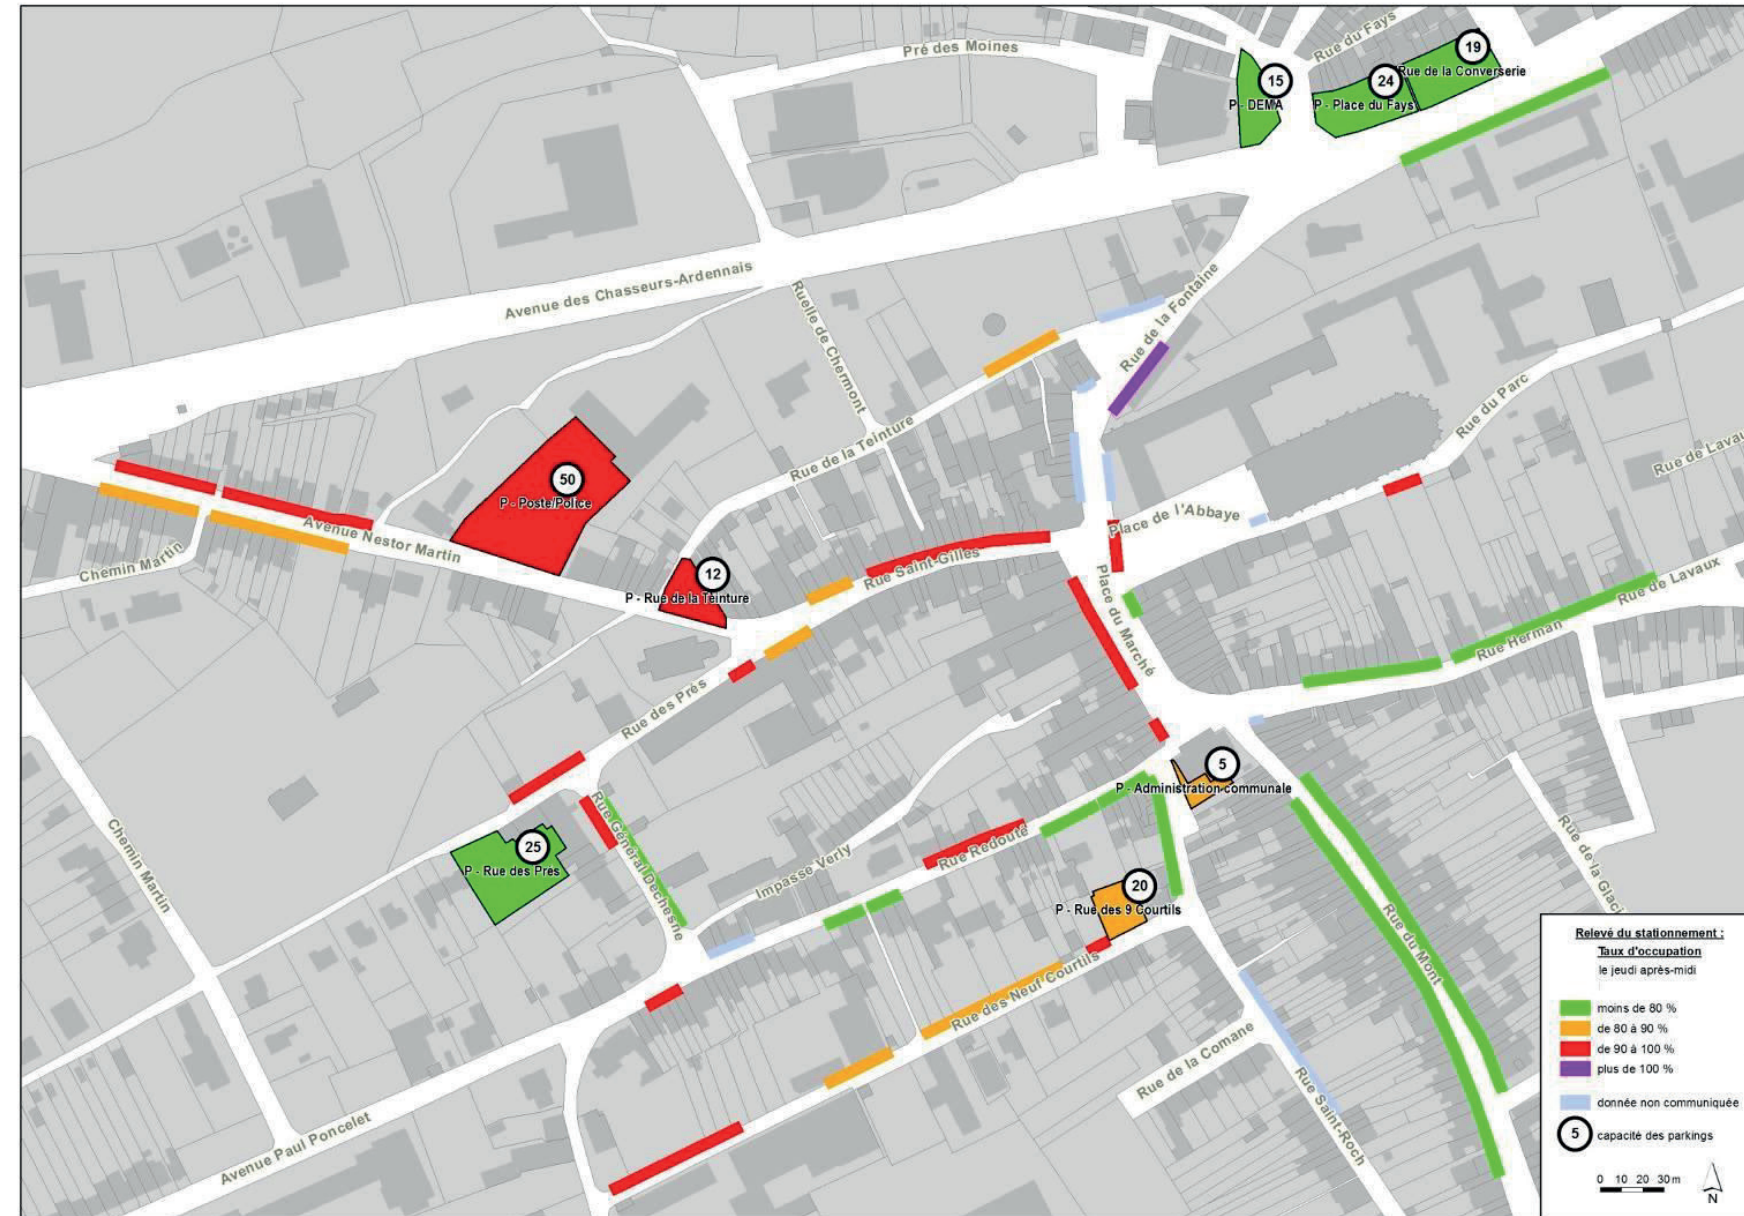 Pré des Moines
Rue du Fays
19
Rue de la Converserie
15
P - DEMA
24
P - Place du Fays
Avenue des Chasseurs-Ardennais
Ruelle de Chermont
Rue de la Fontaine
Rue du Parc
Rue de Lavau
Rue de la Teinture
50
P - Poste/Police
Place de l'Abbaye
Avenue Nestor Martin
Chemin Martin
12
P - Rue de la Teinture
Rue Saint-Gilles
Place du Marché
Rue de Lavaux
Rue Herman
Rue des Prés
5
P - Administration communale
Chemin Martin
25
P - Rue des Prés
Rue Général Dechesne
Impasse Verly
Rue Redouté
20
P - Rue des 9 Courtils
Rue du Mont
Rue de la Glaci
Rue des Neuf Courtils
Rue de la Comane
Rue Saint-Roch
Avenue Paul Poncelet
Relevé du stationnement :
Taux d'occupation
le jeudi après-midi
moins de 80 %
de 80 à 90 %
de 90 à 100 %
plus de 100 %
donnée non communiquée
5 capacité des parkings
0 10 20 30 m
N